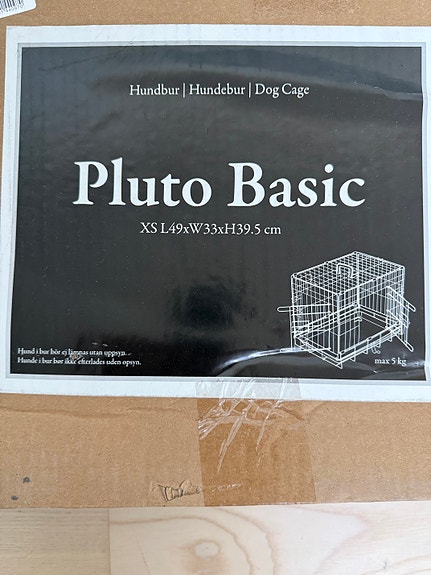 Hundbur | Hundebur | Dog Cage
Pluto Basic
XS L49xW33xH39.5 cm
Hund i bur bör ej lämnas utan uppsyn.
Hunde i bur bør ikke efterlades uden opsyn.
max 5 kg